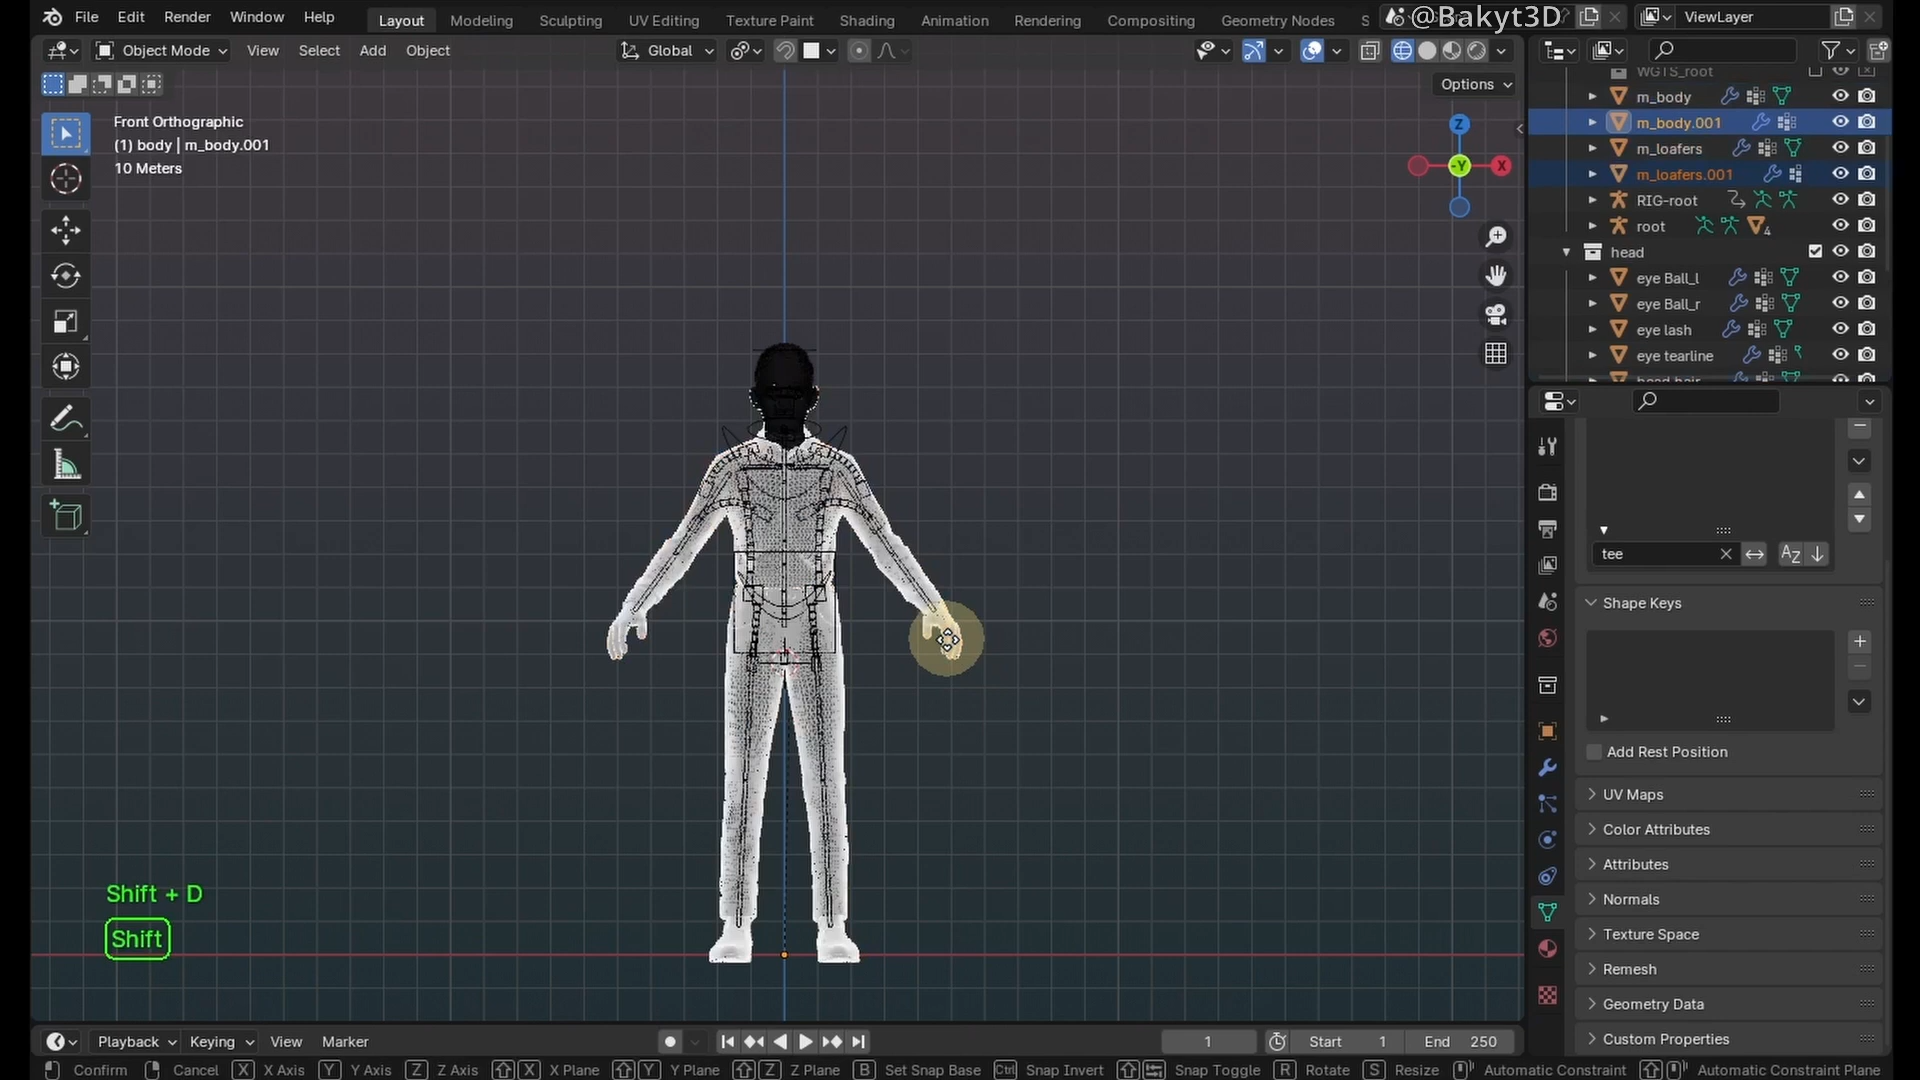 File Edit Render Window Help Layout Modeling Sculpting UV Editing Texture Paint Shading Animation Rendering Compositing Geometry Nodes S @Bakyt3D ViewLayer
Object Mode View Select Add Object Global
Options
Front Orthographic
(1) body | m_body.001
10 Meters
Z
-Y
X
WGTS_root
m_body
m_body.001
m_loafers
m_loafers.001
RIG-root
root 4
head
eye Ball_l
eye Ball_r
eye lash
eye tearline
head hair
tee
Shape Keys
Add Rest Position
UV Maps
Color Attributes
Attributes
Normals
Texture Space
Remesh
Geometry Data
Custom Properties
Shift + D
Shift
Playback Keying View Marker 1 Start 1 End 250
Confirm Cancel X X Axis Y Y Axis Z Z Axis X X Plane Y Y Plane Z Z Plane B Set Snap Base Ctrl Snap Invert Snap Toggle R Rotate S Resize Automatic Constraint Automatic Constraint Plane